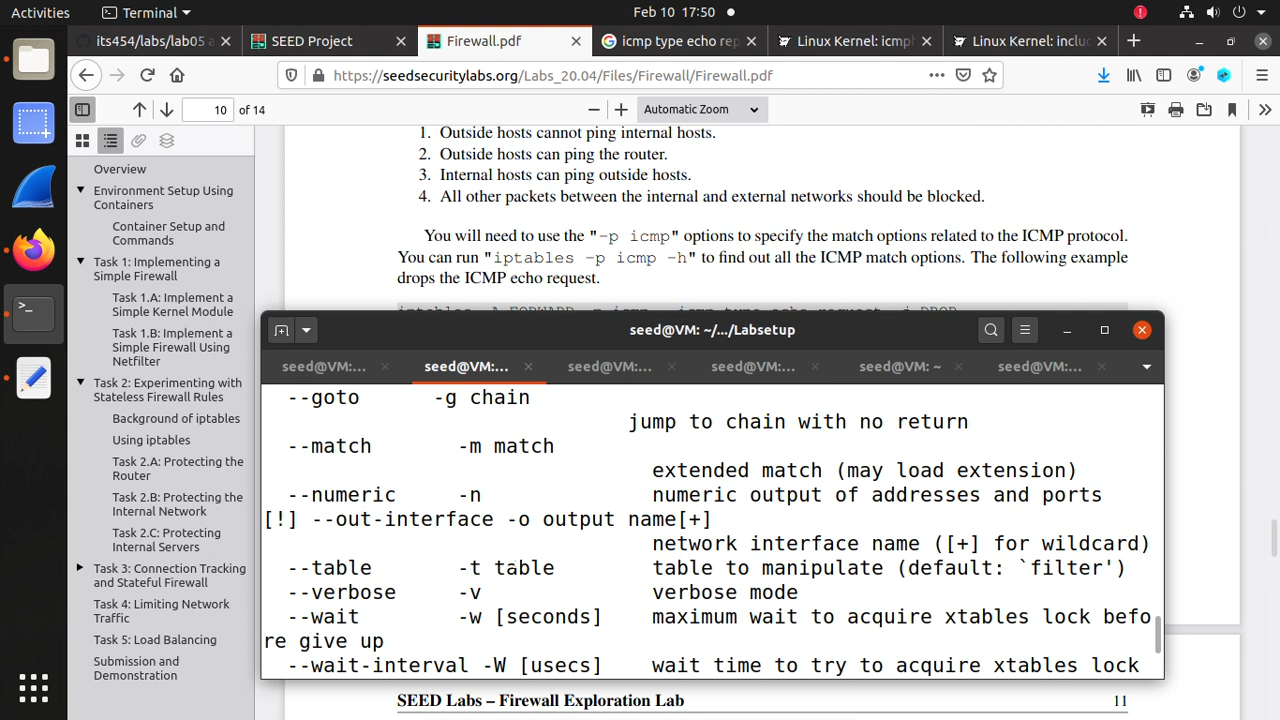 Activities
Terminal
Feb 10 17:50
its454/labs/lab05 a
SEED Project
Firewall.pdf
icmp type echo rep
Linux Kernel: icmph
Linux Kernel: includ
https://seedsecuritylabs.org/Labs_20.04/Files/Firewall/Firewall.pdf
10 of 14
Automatic Zoom
Overview
Environment Setup Using
Containers
Container Setup and
Commands
Task 1: Implementing a
Simple Firewall
Task 1.A: Implement a
Simple Kernel Module
Task 1.B: Implement a
Simple Firewall Using
Netfilter
Task 2: Experimenting with
Stateless Firewall Rules
Background of iptables
Using iptables
Task 2.A: Protecting the
Router
Task 2.B: Protecting the
Internal Network
Task 2.C: Protecting
Internal Servers
Task 3: Connection Tracking
and Stateful Firewall
Task 4: Limiting Network
Traffic
Task 5: Load Balancing
Submission and
Demonstration
1. Outside hosts cannot ping internal hosts.
2. Outside hosts can ping the router.
3. Internal hosts can ping outside hosts.
4. All other packets between the internal and external networks should be blocked.
You will need to use the "-p icmp" options to specify the match options related to the ICMP protocol.
You can run "iptables -p icmp -h" to find out all the ICMP match options. The following example
drops the ICMP echo request.
seed@VM: ~/.../Labsetup
seed@VM:...
seed@VM:...
seed@VM:...
seed@VM:...
seed@VM: ~
seed@VM:...
--goto -g chain
jump to chain with no return
--match -m match
extended match (may load extension)
--numeric -n numeric output of addresses and ports
[!] --out-interface -o output name[+]
network interface name ([+] for wildcard)
--table -t table table to manipulate (default: `filter')
--verbose -v verbose mode
--wait -w [seconds] maximum wait to acquire xtables lock befo
re give up
--wait-interval -W [usecs] wait time to try to acquire xtables lock
SEED Labs – Firewall Exploration Lab 11